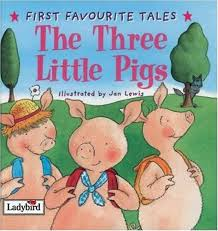 FIRST FAVOURITE TALES
The Three
Little Pigs
Illustrated by Jan Lewis
Ladybird